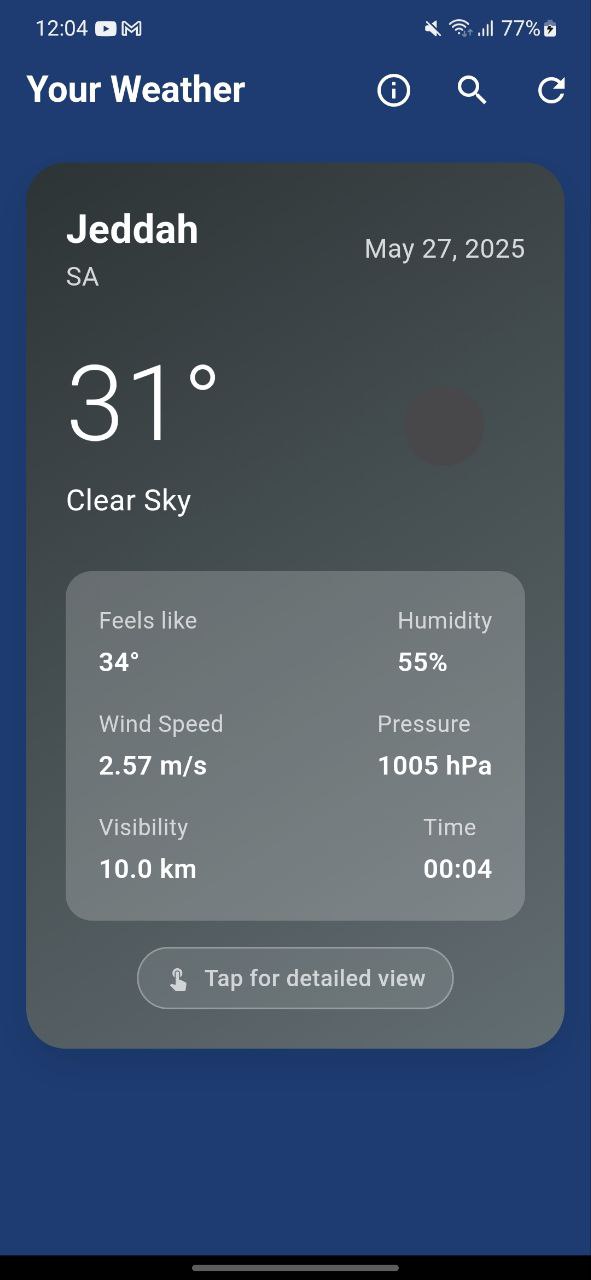 12:04 77%
Your Weather
Jeddah
May 27, 2025
SA
31°
Clear Sky
Feels like Humidity
34° 55%
Wind Speed Pressure
2.57 m/s 1005 hPa
Visibility Time
10.0 km 00:04
Tap for detailed view